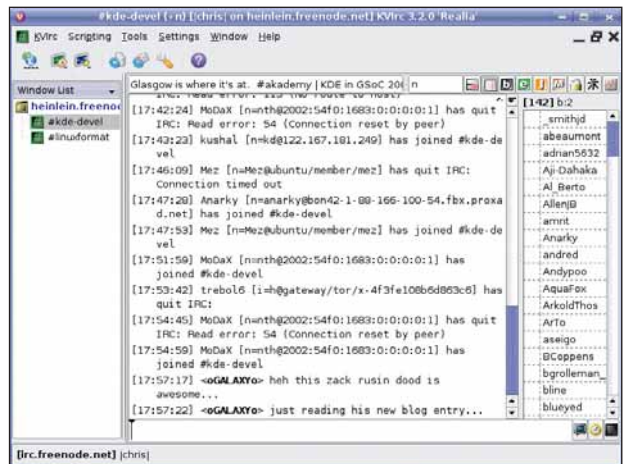 #kde-devel (+n) [|chris| on heinlein.freenode.net] KVIrc 3.2.0 'Realia'
KVIrc Scripting Tools Settings Window Help
Glasgow is where it's at. #akademy | KDE in GSoC 200 n
Window List
heinlein.freenod
#kde-devel
#linuxformat
IRC: Read error: 113 (No route to host)
[17:42:24] MoDaX [n=nth@2002:54f0:1683:0:0:0:0:1] has quit
IRC: Read error: 54 (Connection reset by peer)
[17:43:23] kushal [n=kd@122.167.181.249] has joined #kde-de
vel
[17:46:09] Mez [n=Mez@ubuntu/member/mez] has quit IRC:
Connection timed out
[17:47:28] Anarky [n=anarky@bon42-1-88-166-100-54.fbx.proxa
d.net] has joined #kde-devel
[17:47:53] Mez [n=Mez@ubuntu/member/mez] has joined #kde-de
vel
[17:51:59] MoDaX [n=nth@2002:54f0:1683:0:0:0:0:1] has
joined #kde-devel
[17:53:42] trebol6 [i=h@gateway/tor/x-4f3fe108b6d863c6] has
quit IRC:
[17:54:45] MoDaX [n=nth@2002:54f0:1683:0:0:0:0:1] has quit
IRC: Read error: 54 (Connection reset by peer)
[17:54:59] MoDaX [n=nth@2002:54f0:1683:0:0:0:0:1] has
joined #kde-devel
[17:57:17] <oGALAXYo> heh this zack rusin dood is
awesome...
[17:57:22] <oGALAXYo> just reading his new blog entry...
[142] b:2
_smithjd
abeaumont
adrian5632
Aji-Dahaka
Al_Berto
AllenJB
amnt
Anarky
andred
Andypoo
AquaFox
ArkoldThos
ArTo
aseigo
BCoppens
bgrolleman_
bline
blueyed
[irc.freenode.net] |chris|